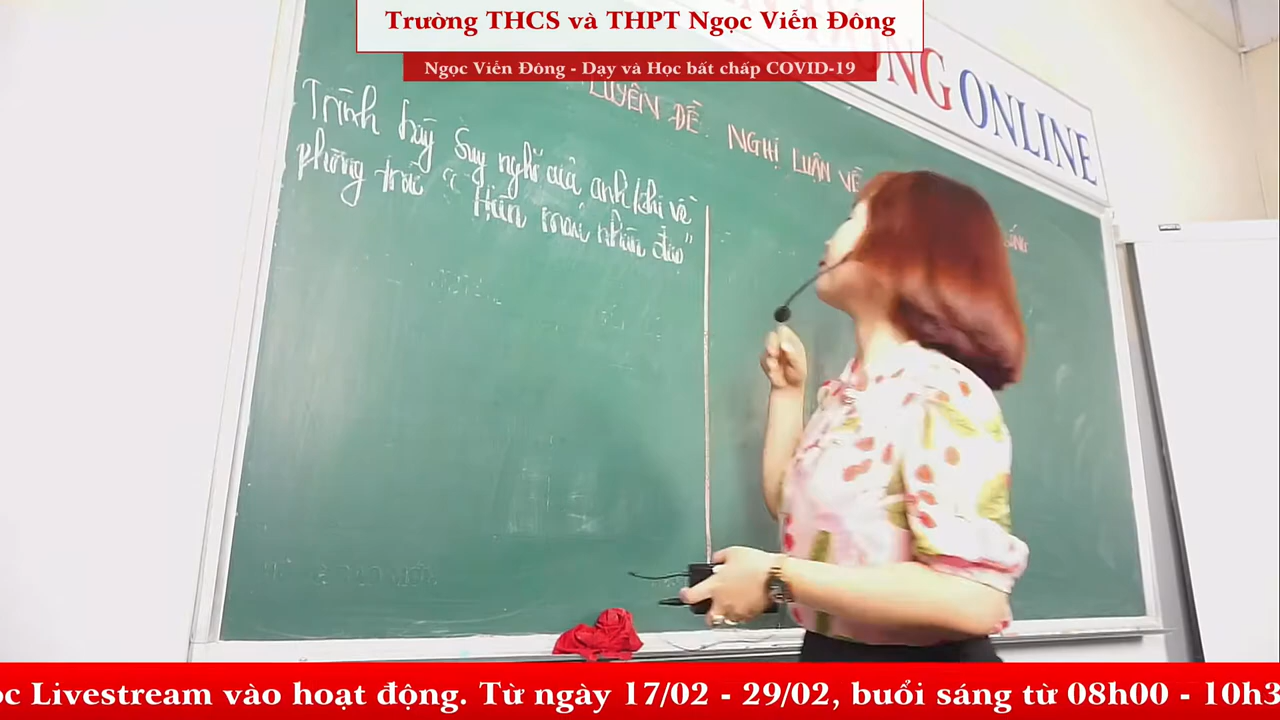 Trường THCS và THPT Ngọc Viễn Đông
Ngọc Viễn Đông - Dạy và Học bất chấp COVID-19
ONLINE
LUYỆN ĐỀ NGHỊ LUẬN VỀ
Trình bày suy nghĩ của anh/chị về
phong trào "Hiến máu nhân đạo"
Livestream vào hoạt động. Từ ngày 17/02 - 29/02, buổi sáng từ 08h00 -